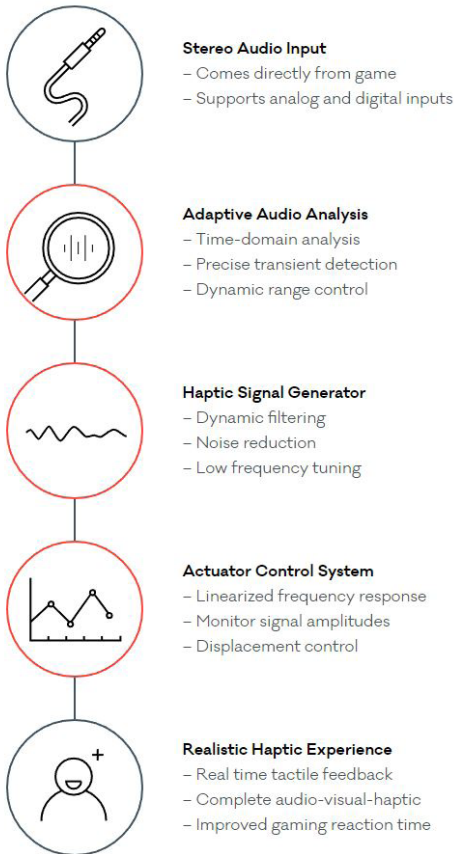 Stereo Audio Input
– Comes directly from game
– Supports analog and digital inputs
Adaptive Audio Analysis
– Time-domain analysis
– Precise transient detection
– Dynamic range control
Haptic Signal Generator
– Dynamic filtering
– Noise reduction
– Low frequency tuning
Actuator Control System
– Linearized frequency response
– Monitor signal amplitudes
– Displacement control
Realistic Haptic Experience
– Real time tactile feedback
– Complete audio-visual-haptic
– Improved gaming reaction time